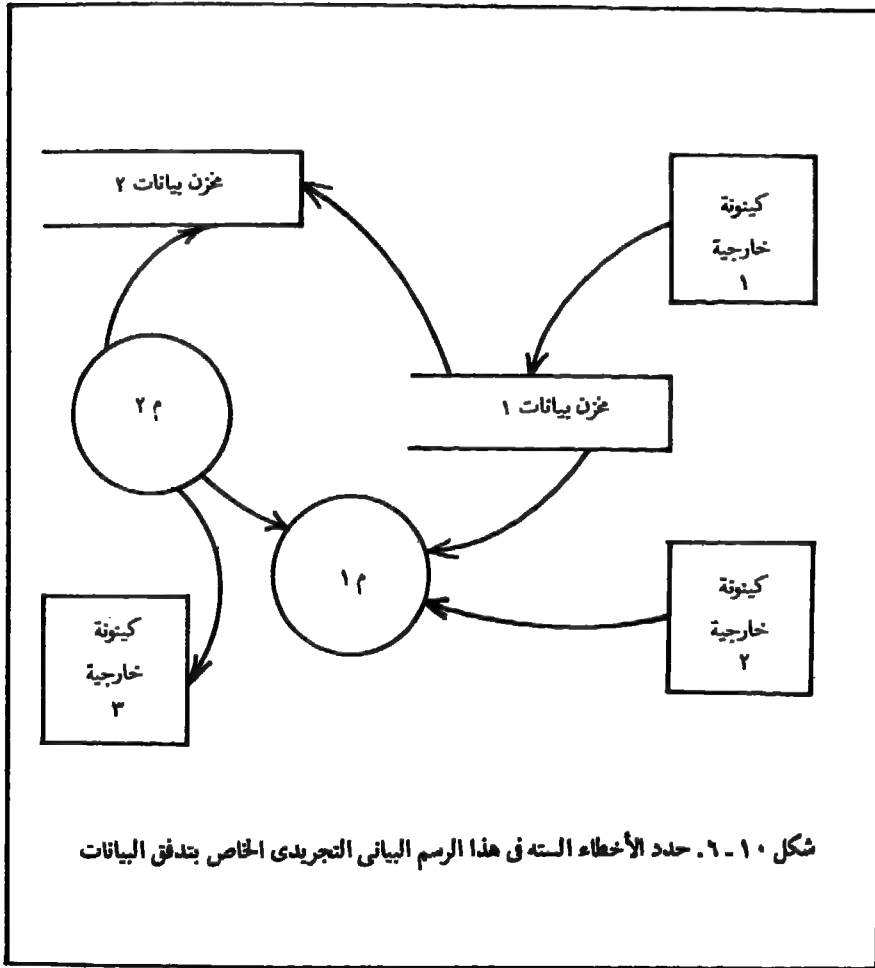 مخزن بيانات ٢
كينونة
خارجية
١
م ٢
مخزن بيانات ١
م ١
كينونة
خارجية
٢
كينونة
خارجية
٣
شكل ١٠ ـ ٦. حدد الأخطاء السته فى هذا الرسم البيانى التجريدى الخاص بتدفق البيانات